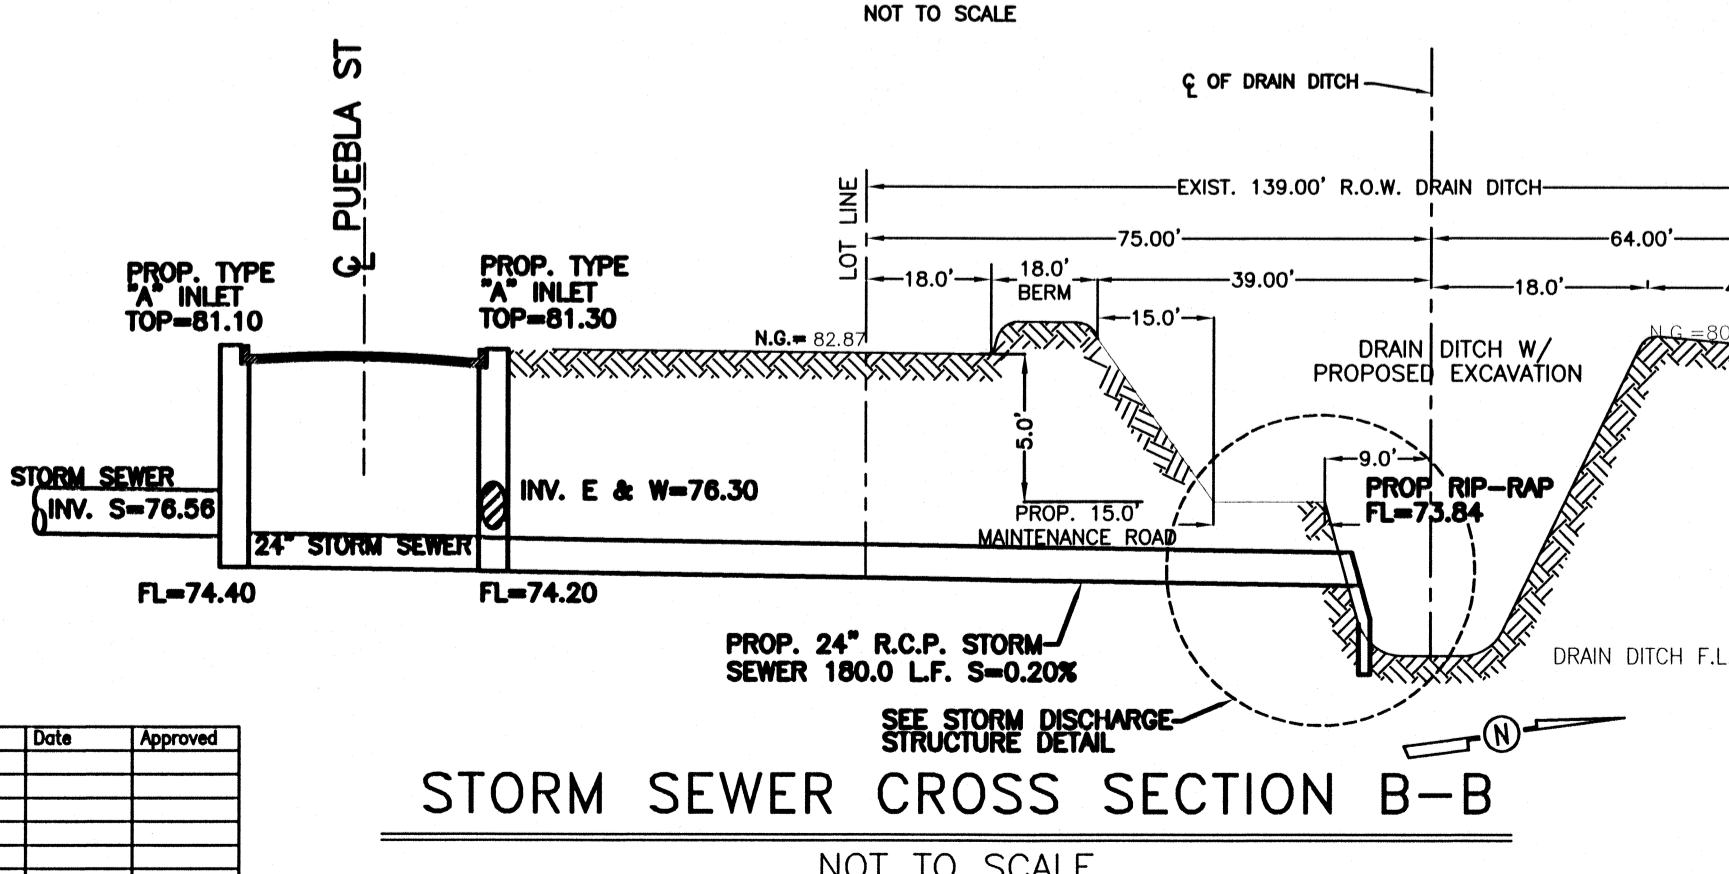 NOT TO SCALE
℄ PUEBLA ST
℄ OF DRAIN DITCH
LOT LINE
EXIST. 139.00' R.O.W. DRAIN DITCH
75.00'
64.00'
18.0'
18.0'
BERM
39.00'
18.0'
15.0'
PROP. TYPE
"A" INLET
TOP=81.10
PROP. TYPE
"A" INLET
TOP=81.30
N.G.= 82.87
N.G.=80
DRAIN DITCH W/
PROPOSED EXCAVATION
5.0'
9.0'
STORM SEWER
INV. S=76.56
INV. E & W=76.30
PROP. RIP-RAP
FL=73.84
PROP. 15.0'
MAINTENANCE ROAD
24" STORM SEWER
FL=74.40
FL=74.20
PROP. 24" R.C.P. STORM
SEWER 180.0 L.F. S=0.20%
DRAIN DITCH F.L.
SEE STORM DISCHARGE
STRUCTURE DETAIL
N
Date
Approved
STORM SEWER CROSS SECTION B-B
NOT TO SCALE